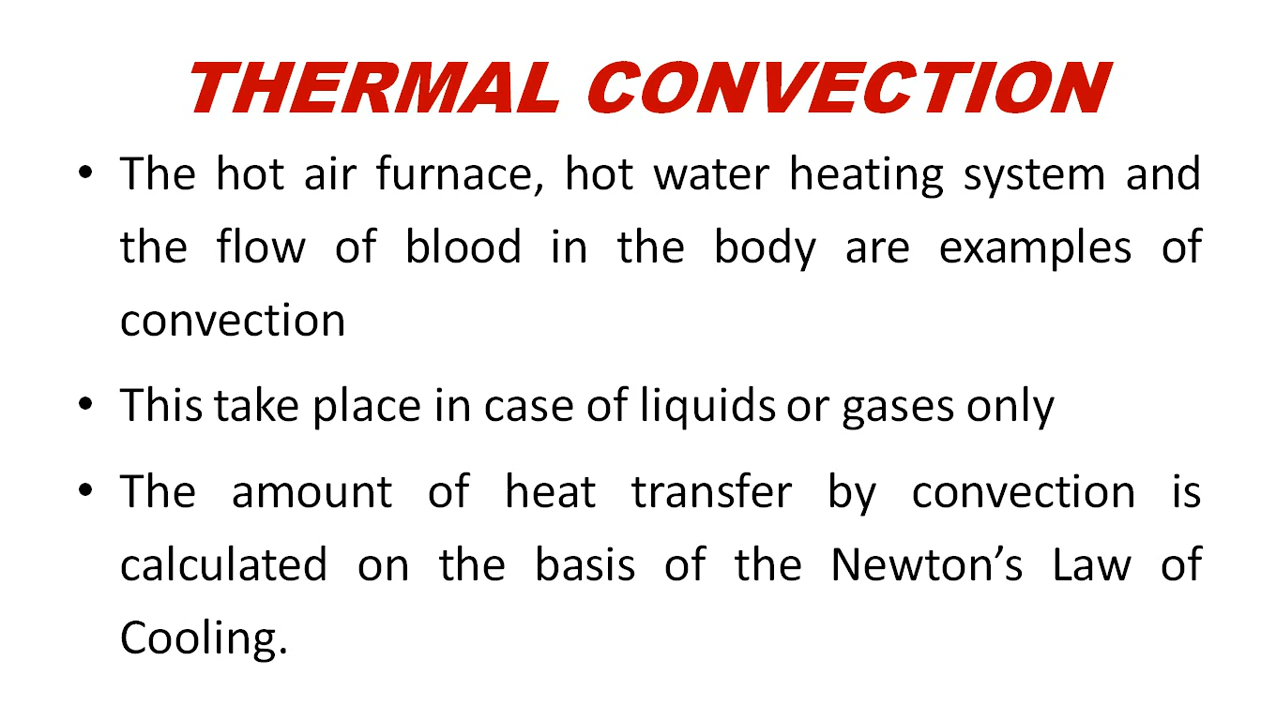 THERMAL CONVECTION
• The hot air furnace, hot water heating system and
the flow of blood in the body are examples of
convection
• This take place in case of liquids or gases only
• The amount of heat transfer by convection is
calculated on the basis of the Newton’s Law of
Cooling.